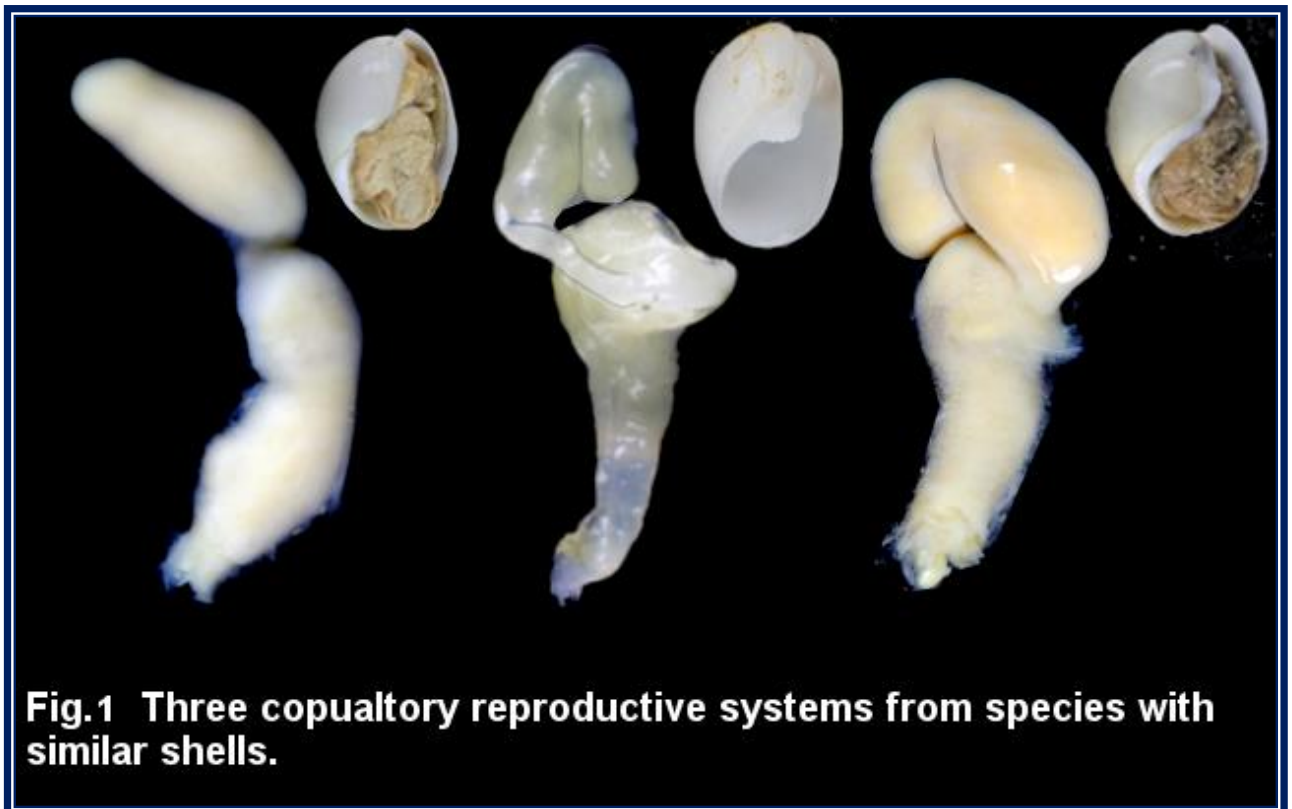 Fig.1 Three copualtory reproductive systems from species with
similar shells.